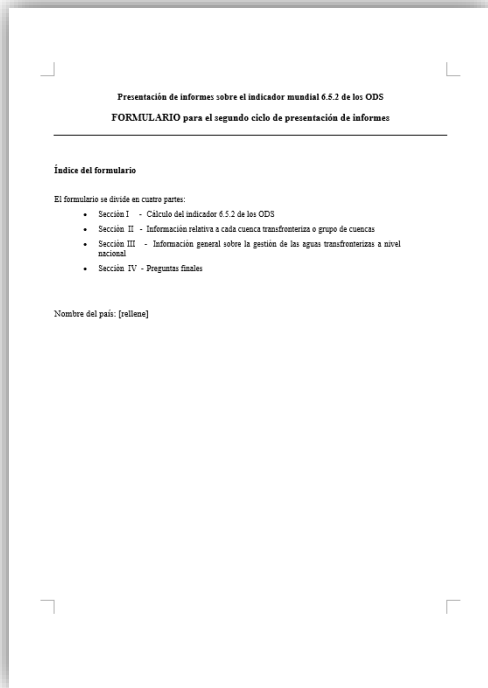 Presentación de informes sobre el indicador mundial 6.5.2 de los ODS
FORMULARIO para el segundo ciclo de presentación de informes
Índice del formulario
El formulario se divide en cuatro partes:
• Sección I - Cálculo del indicador 6.5.2 de los ODS
• Sección II - Información relativa a cada cuenca transfronteriza o grupo de cuencas
• Sección III - Información general sobre la gestión de las aguas transfronterizas a nivel
nacional
• Sección IV - Preguntas finales
Nombre del país: [rellene]